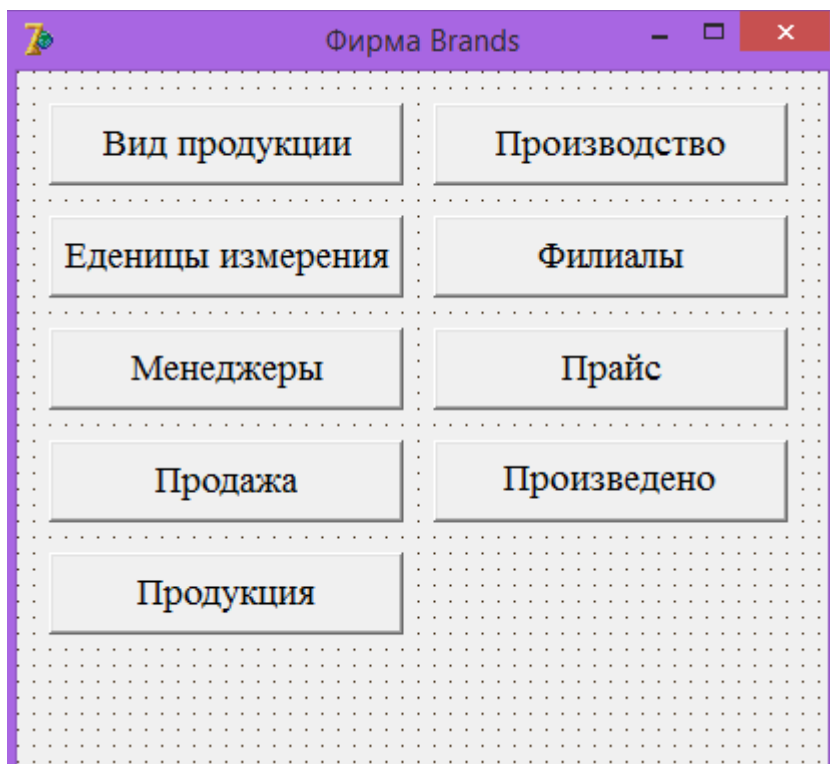 Фирма Brands
Вид продукции
Производство
Еденицы измерения
Филиалы
Менеджеры
Прайс
Продажа
Произведено
Продукция